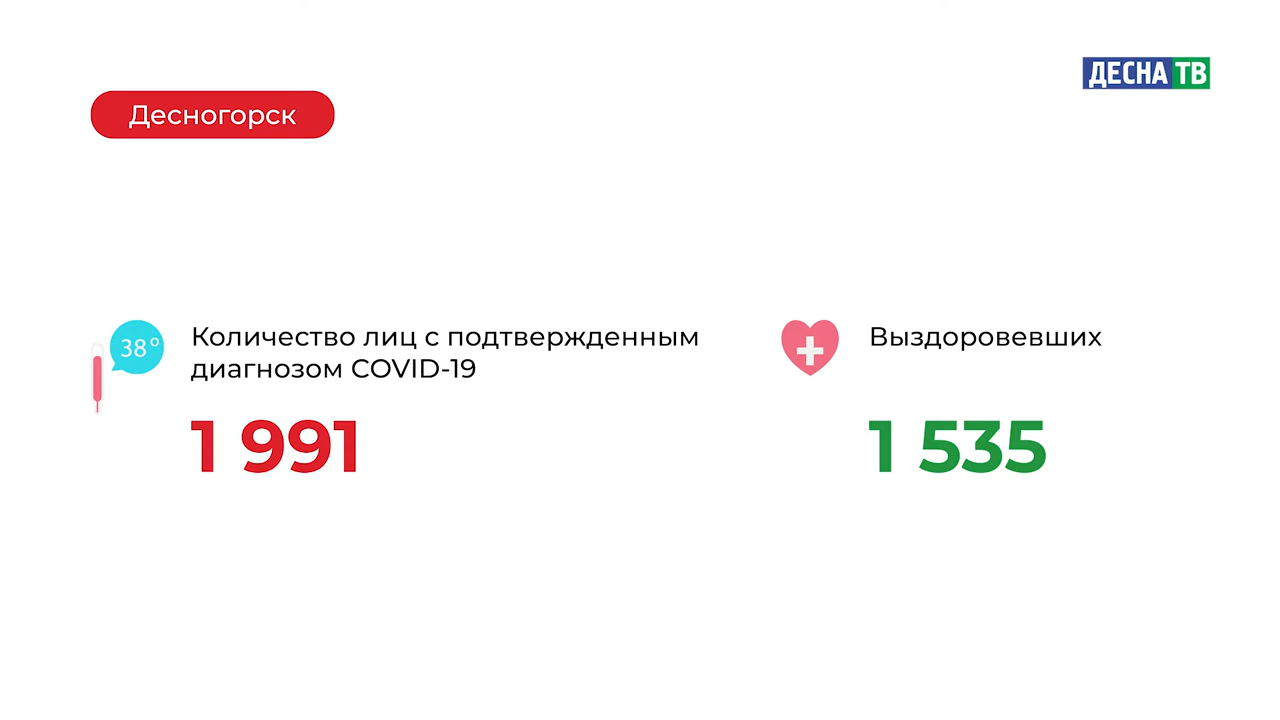 ДЕСНА ТВ
Десногорск
38°
Количество лиц с подтвержденным
диагнозом COVID-19
1 991
Выздоровевших
1 535